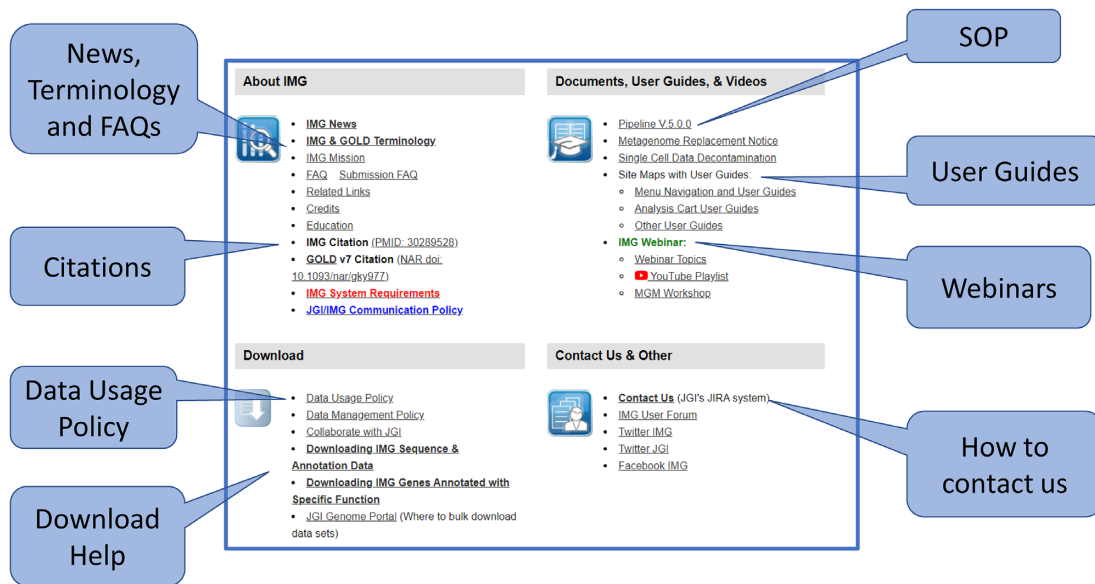 News,
Terminology
and FAQs
Citations
Data Usage
Policy
Download
Help
About IMG
IMG News
IMG & GOLD Terminology
IMG Mission
FAQ Submission FAQ
Related Links
Credits
Education
IMG Citation (PMID: 30289528)
GOLD v7 Citation (NAR doi:
10.1093/nar/gky977)
IMG System Requirements
JGI/IMG Communication Policy
Documents, User Guides, & Videos
Pipeline V.5.0.0
Metagenome Replacement Notice
Single Cell Data Decontamination
Site Maps with User Guides:
Menu Navigation and User Guides
Analysis Cart User Guides
Other User Guides
IMG Webinar:
Webinar Topics
YouTube Playlist
MGM Workshop
Download
Data Usage Policy
Data Management Policy
Collaborate with JGI
Downloading IMG Sequence &
Annotation Data
Downloading IMG Genes Annotated with
Specific Function
JGI Genome Portal (Where to bulk download
data sets)
Contact Us & Other
Contact Us (JGI's JIRA system)
IMG User Forum
Twitter IMG
Twitter JGI
Facebook IMG
SOP
User Guides
Webinars
How to
contact us